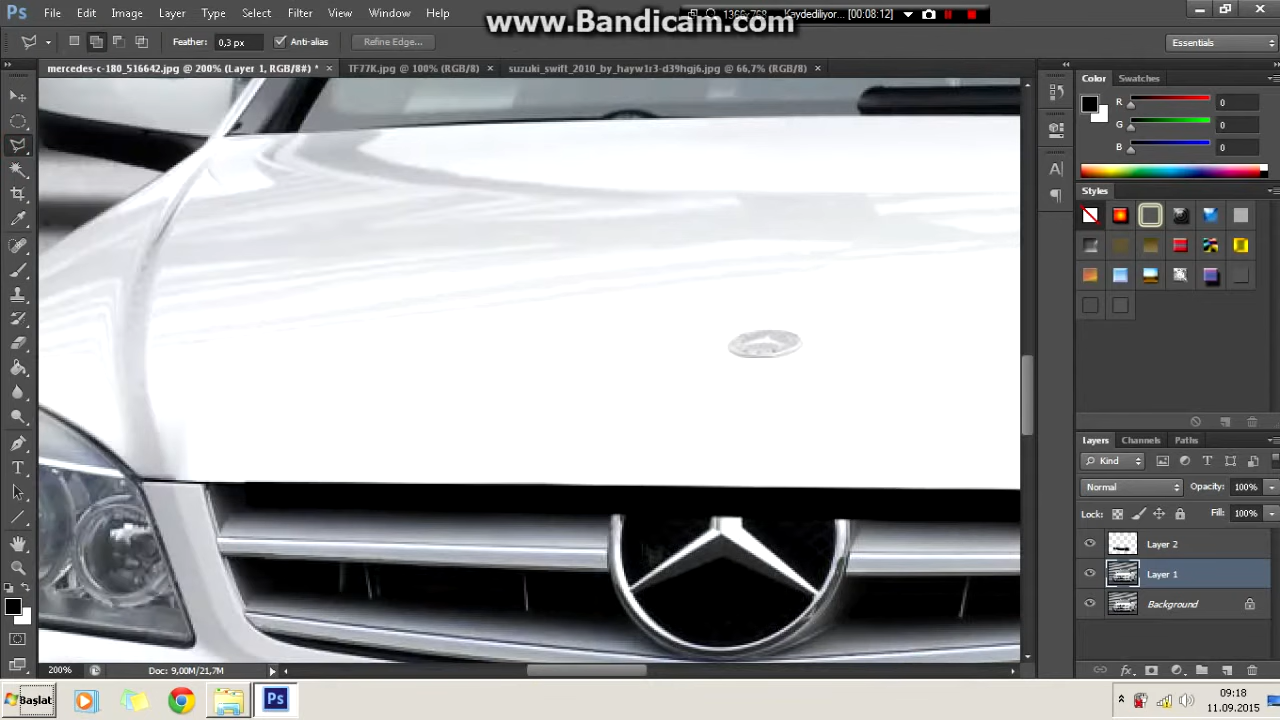 Ps File Edit Image Layer Type Select Filter View Window Help
www.Bandicam.com
1366x768 Kaydediliyor... [00:08:12]
Feather: 0,3 px Anti-alias Refine Edge... Essentials
mercedes-c-180_516642.jpg @ 200% (Layer 1, RGB/8#) * × TF77K.jpg @ 100% (RGB/8) × suzuki_swift_2010_by_hayw1r3-d39hgj6.jpg @ 66,7% (RGB/8) ×
Color Swatches
R 0
G 0
B 0
Styles
Layers Channels Paths
Kind
Normal Opacity: 100%
Lock: Fill: 100%
Layer 2
Layer 1
Background
200% Doc: 9,00M/21,7M
Başlat Ps
09:18
11.09.2015